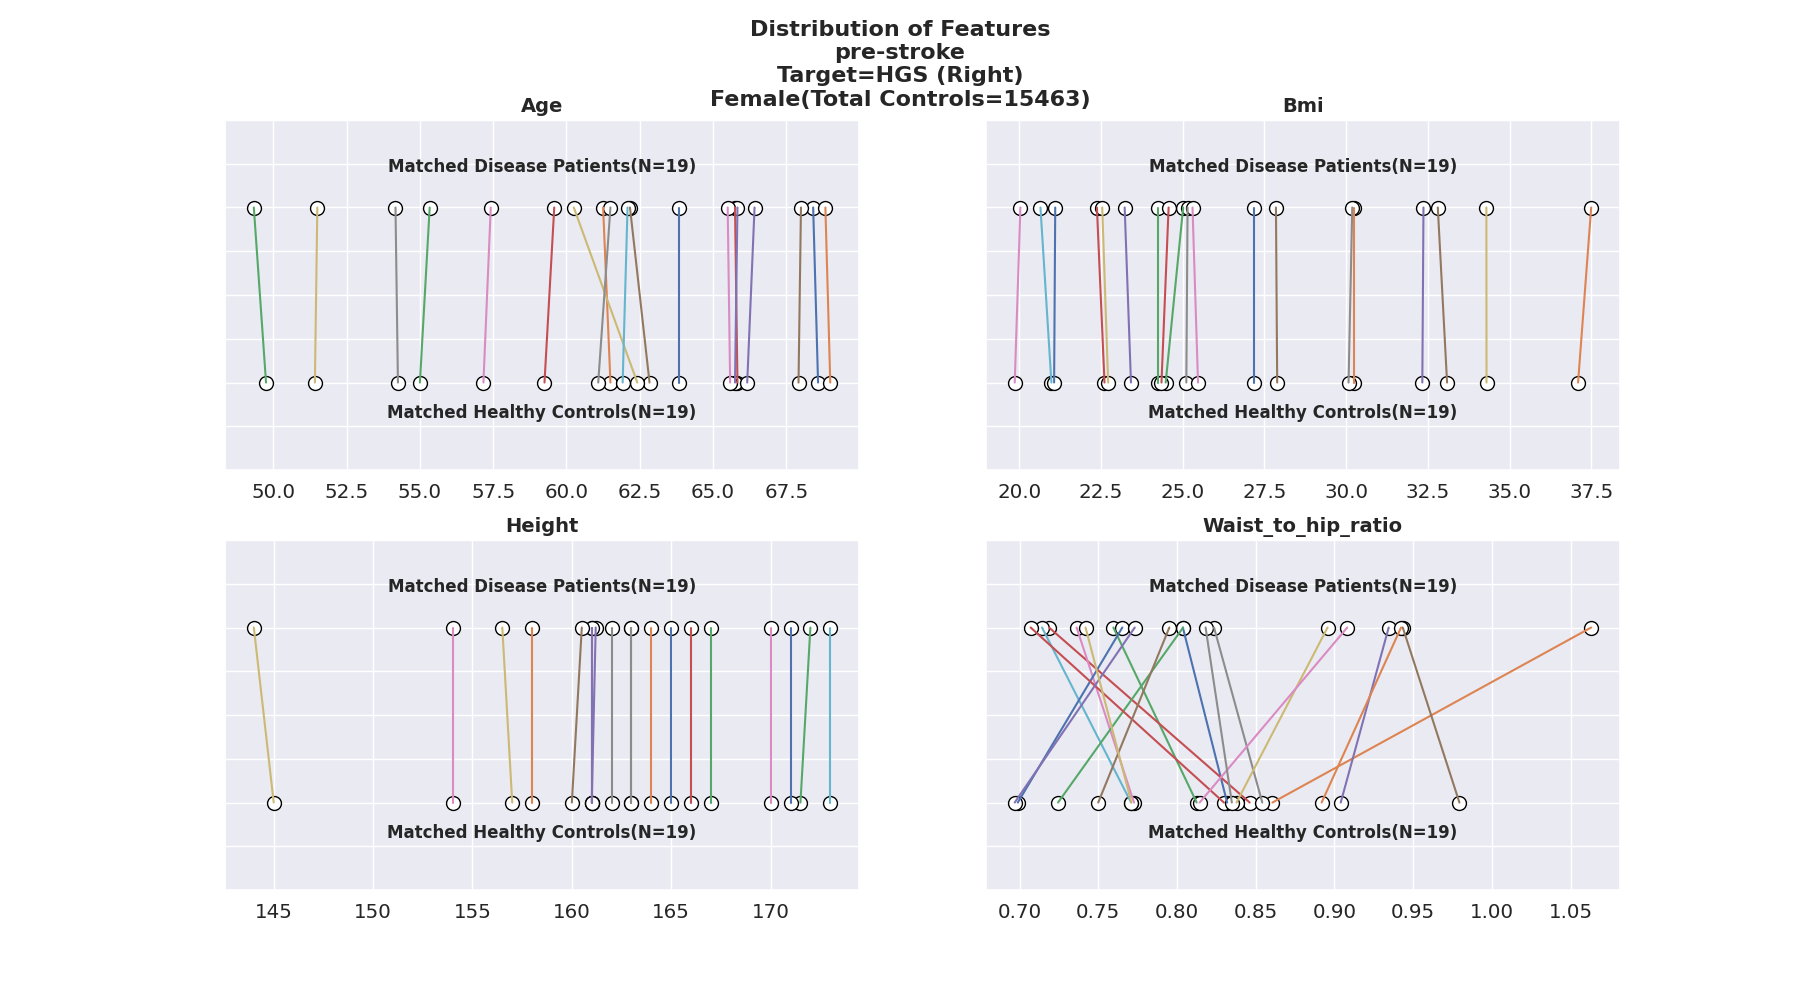 Distribution of Features
pre-stroke
Target=HGS (Right)
Female(Total Controls=15463)
Age
Matched Disease Patients(N=19)
Matched Healthy Controls(N=19)
50.0 52.5 55.0 57.5 60.0 62.5 65.0 67.5
Bmi
Matched Disease Patients(N=19)
Matched Healthy Controls(N=19)
20.0 22.5 25.0 27.5 30.0 32.5 35.0 37.5
Height
Matched Disease Patients(N=19)
Matched Healthy Controls(N=19)
145 150 155 160 165 170
Waist_to_hip_ratio
Matched Disease Patients(N=19)
Matched Healthy Controls(N=19)
0.70 0.75 0.80 0.85 0.90 0.95 1.00 1.05